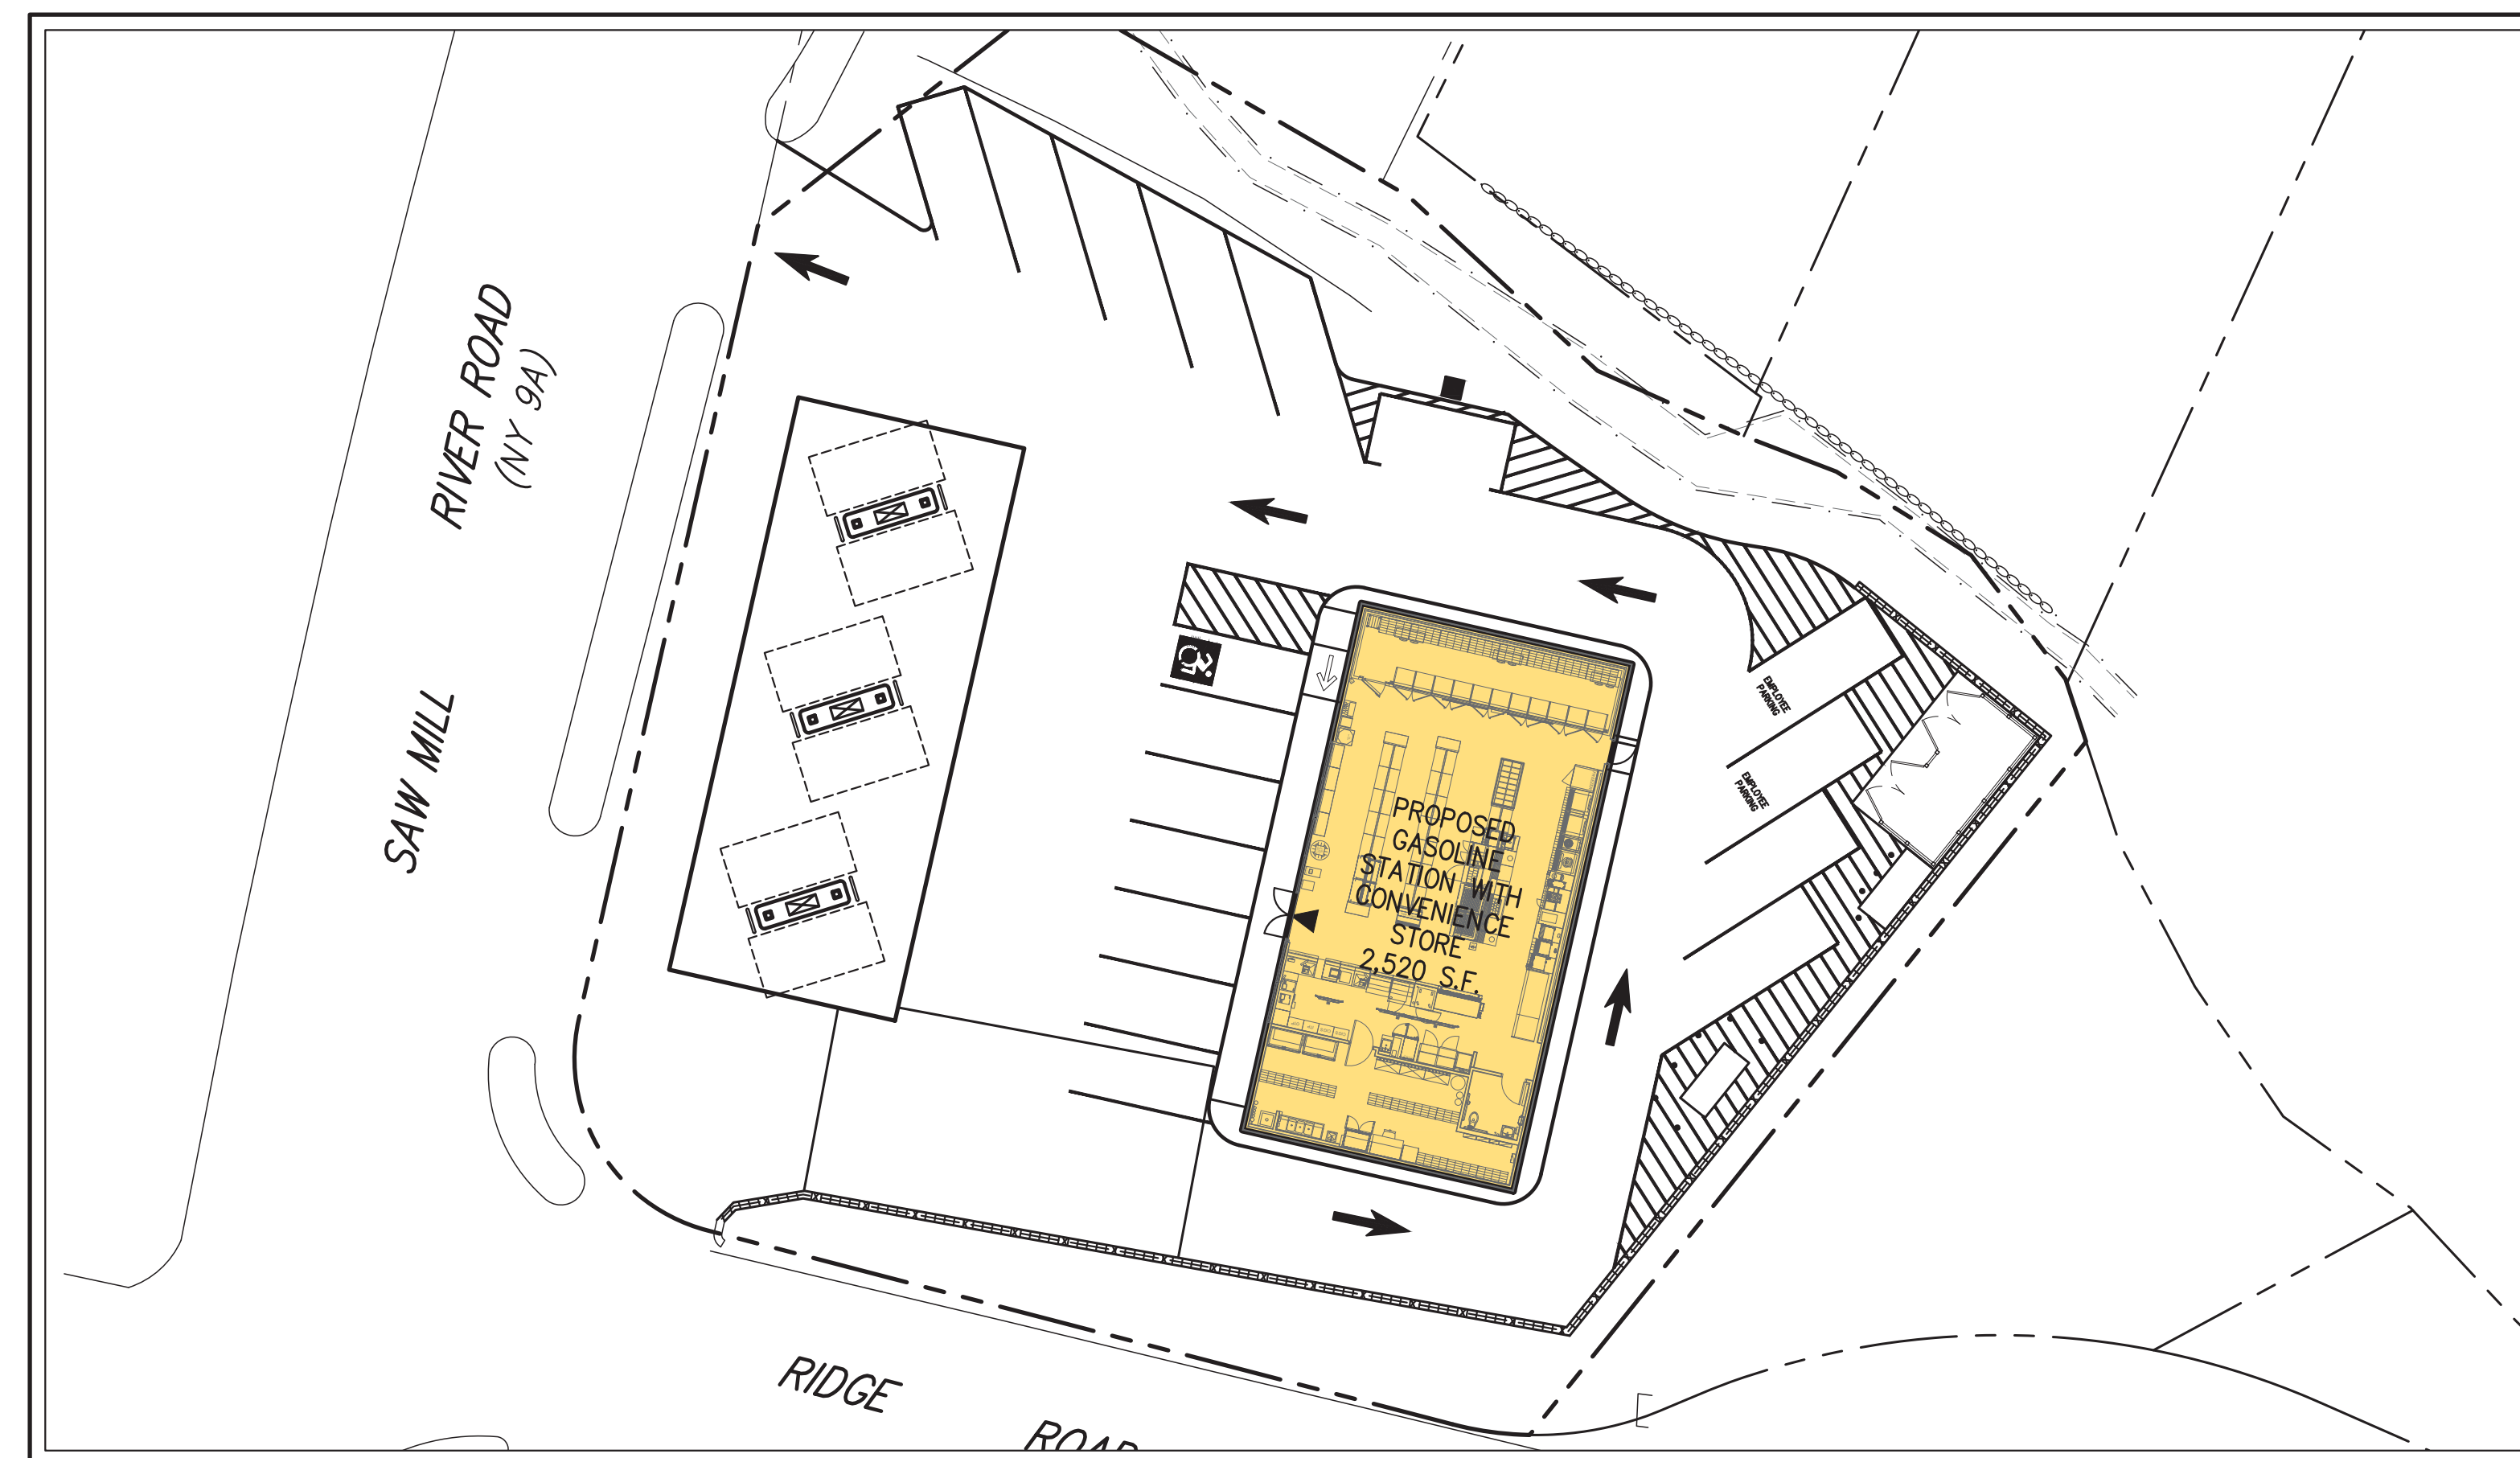 RIVER ROAD
(NY 9A)
SAW MILL
EMPLOYEE
PARKING
EMPLOYEE
PARKING
PROPOSED
GASOLINE
STATION WITH
CONVENIENCE
STORE
2,520 S.F.
RIDGE
ROAD